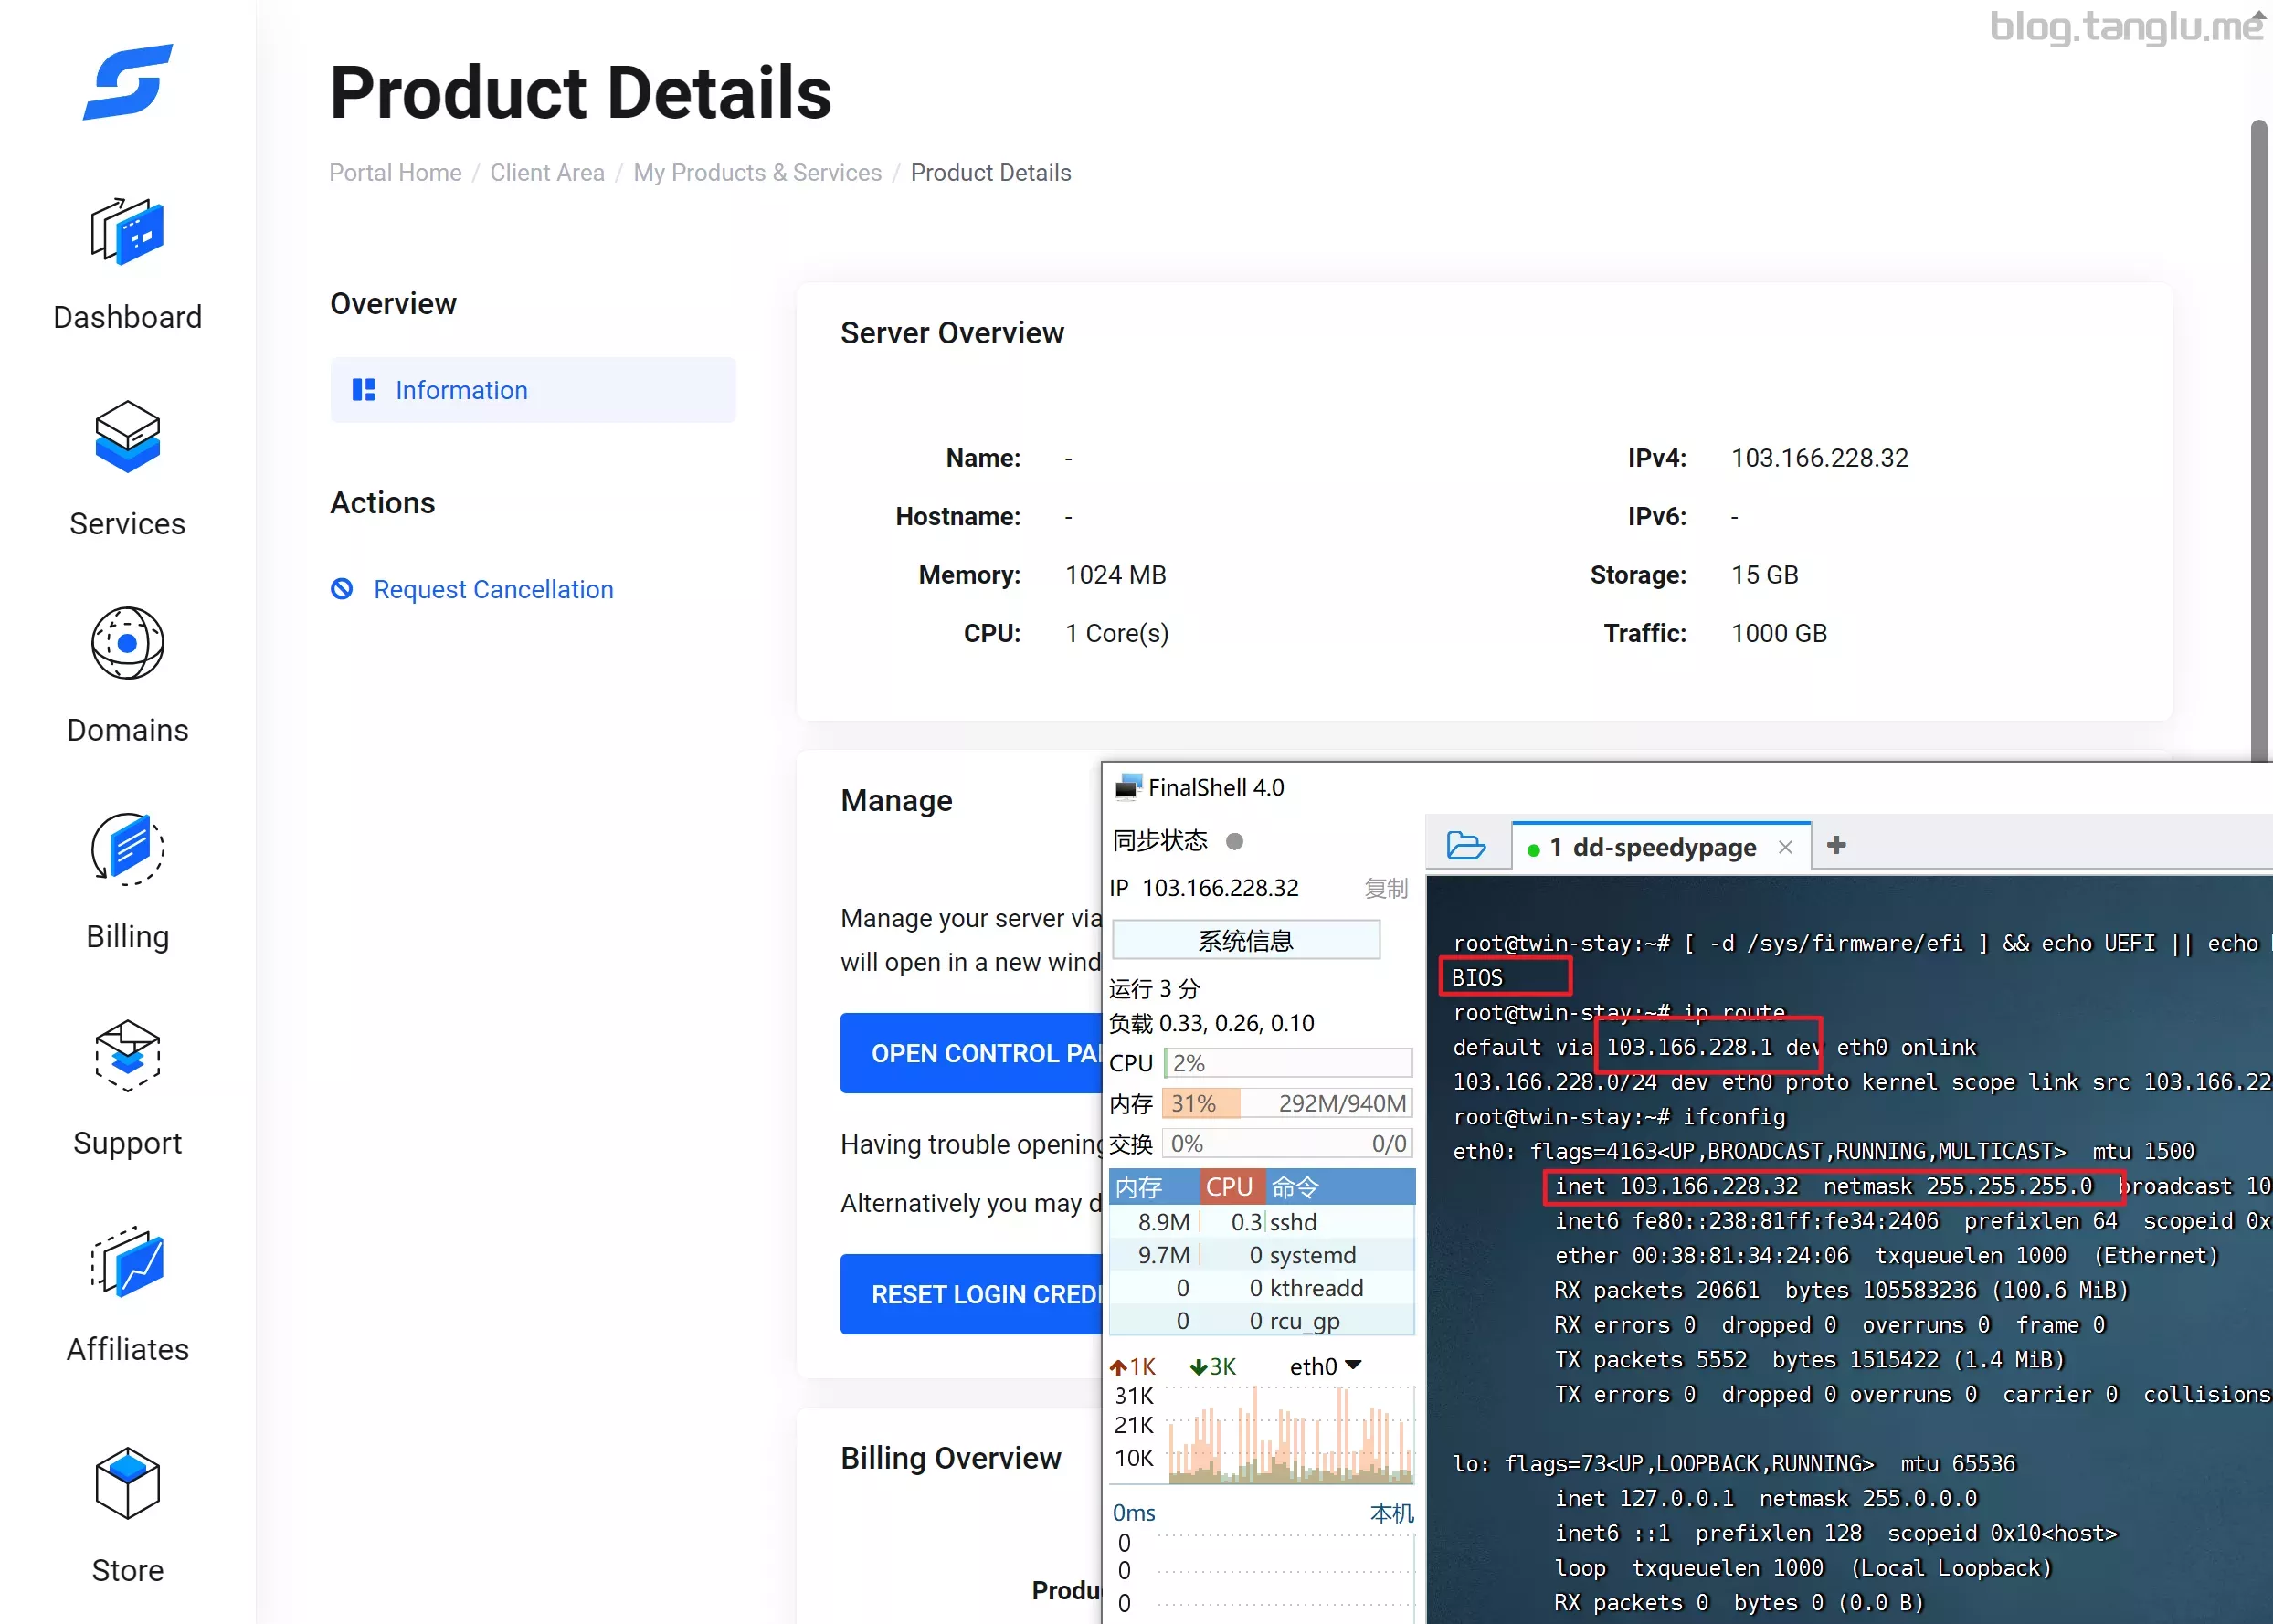 blog.tanglu.me
Product Details
Portal Home / Client Area / My Products & Services / Product Details
Dashboard
Services
Domains
Billing
Support
Affiliates
Store
Overview
Information
Actions
Request Cancellation
Server Overview
Name: -
Hostname: -
Memory: 1024 MB
CPU: 1 Core(s)
IPv4: 103.166.228.32
IPv6: -
Storage: 15 GB
Traffic: 1000 GB
Manage
Manage your server via
will open in a new wind
OPEN CONTROL PA
Having trouble opening
Alternatively you may d
RESET LOGIN CREDI
Billing Overview
Produ
FinalShell 4.0
同步状态
IP 103.166.228.32 复制
系统信息
运行 3 分
负载 0.33, 0.26, 0.10
CPU 2%
内存 31% 292M/940M
交换 0% 0/0
内存 CPU 命令
8.9M 0.3 sshd
9.7M 0 systemd
0 0 kthreadd
0 0 rcu_gp
1K 3K eth0
31K
21K
10K
0ms 本机
0
0
0
1 dd-speedypage × +
root@twin-stay:~# [ -d /sys/firmware/efi ] && echo UEFI || echo
BIOS
root@twin-stay:~# ip route
default via 103.166.228.1 dev eth0 onlink
103.166.228.0/24 dev eth0 proto kernel scope link src 103.166.22
root@twin-stay:~# ifconfig
eth0: flags=4163<UP,BROADCAST,RUNNING,MULTICAST>  mtu 1500
inet 103.166.228.32  netmask 255.255.255.0  broadcast 10
inet6 fe80::238:81ff:fe34:2406  prefixlen 64  scopeid 0x
ether 00:38:81:34:24:06  txqueuelen 1000  (Ethernet)
RX packets 20661  bytes 105583236 (100.6 MiB)
RX errors 0  dropped 0  overruns 0  frame 0
TX packets 5552  bytes 1515422 (1.4 MiB)
TX errors 0  dropped 0 overruns 0  carrier 0  collisions
lo: flags=73<UP,LOOPBACK,RUNNING>  mtu 65536
inet 127.0.0.1  netmask 255.0.0.0
inet6 ::1  prefixlen 128  scopeid 0x10<host>
loop  txqueuelen 1000  (Local Loopback)
RX packets 0  bytes 0 (0.0 B)